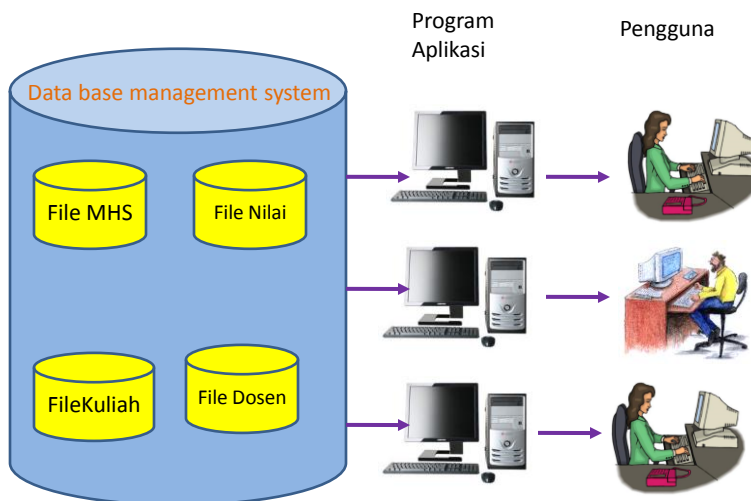 Program
Aplikasi
Pengguna
Data base management system
File MHS
File Nilai
FileKuliah
File Dosen